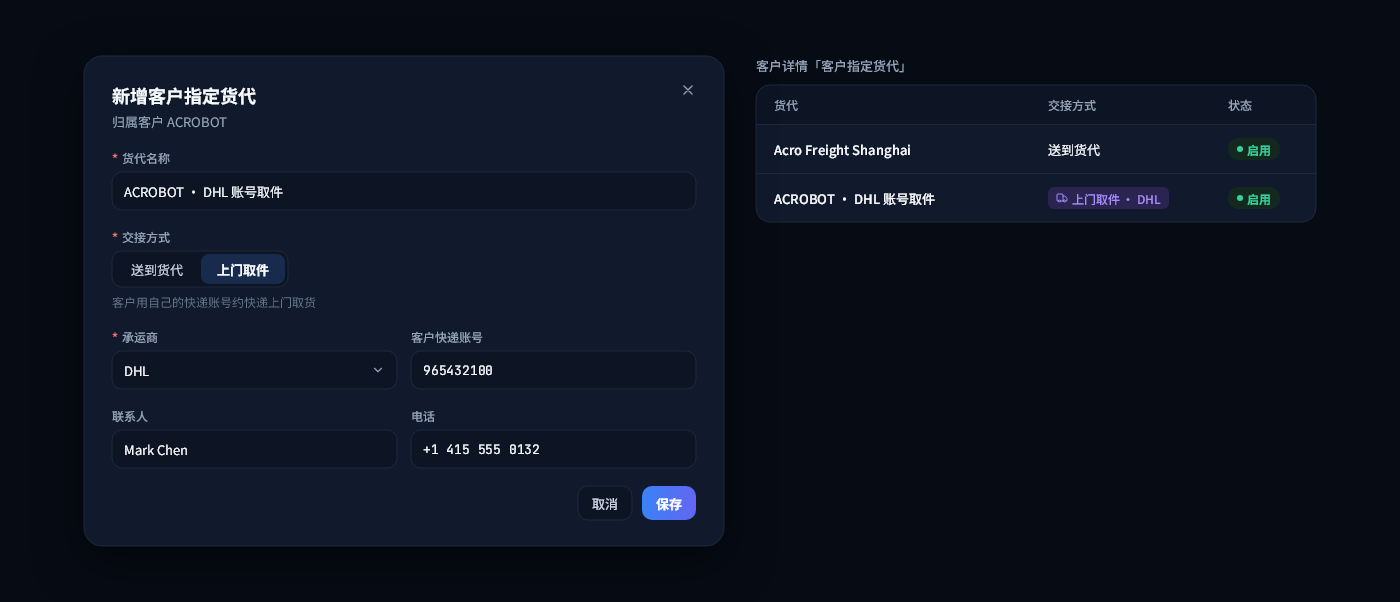 新增客户指定货代
归属客户 ACROBOT
* 货代名称
ACROBOT · DHL 账号取件
* 交接方式
送到货代 上门取件
客户用自己的快递账号约快递上门取货
* 承运商 客户快递账号
DHL 965432100
联系人 电话
Mark Chen +1 415 555 0132
取消 保存
客户详情「客户指定货代」
货代 交接方式 状态
Acro Freight Shanghai 送到货代 启用
ACROBOT · DHL 账号取件 上门取件 · DHL 启用